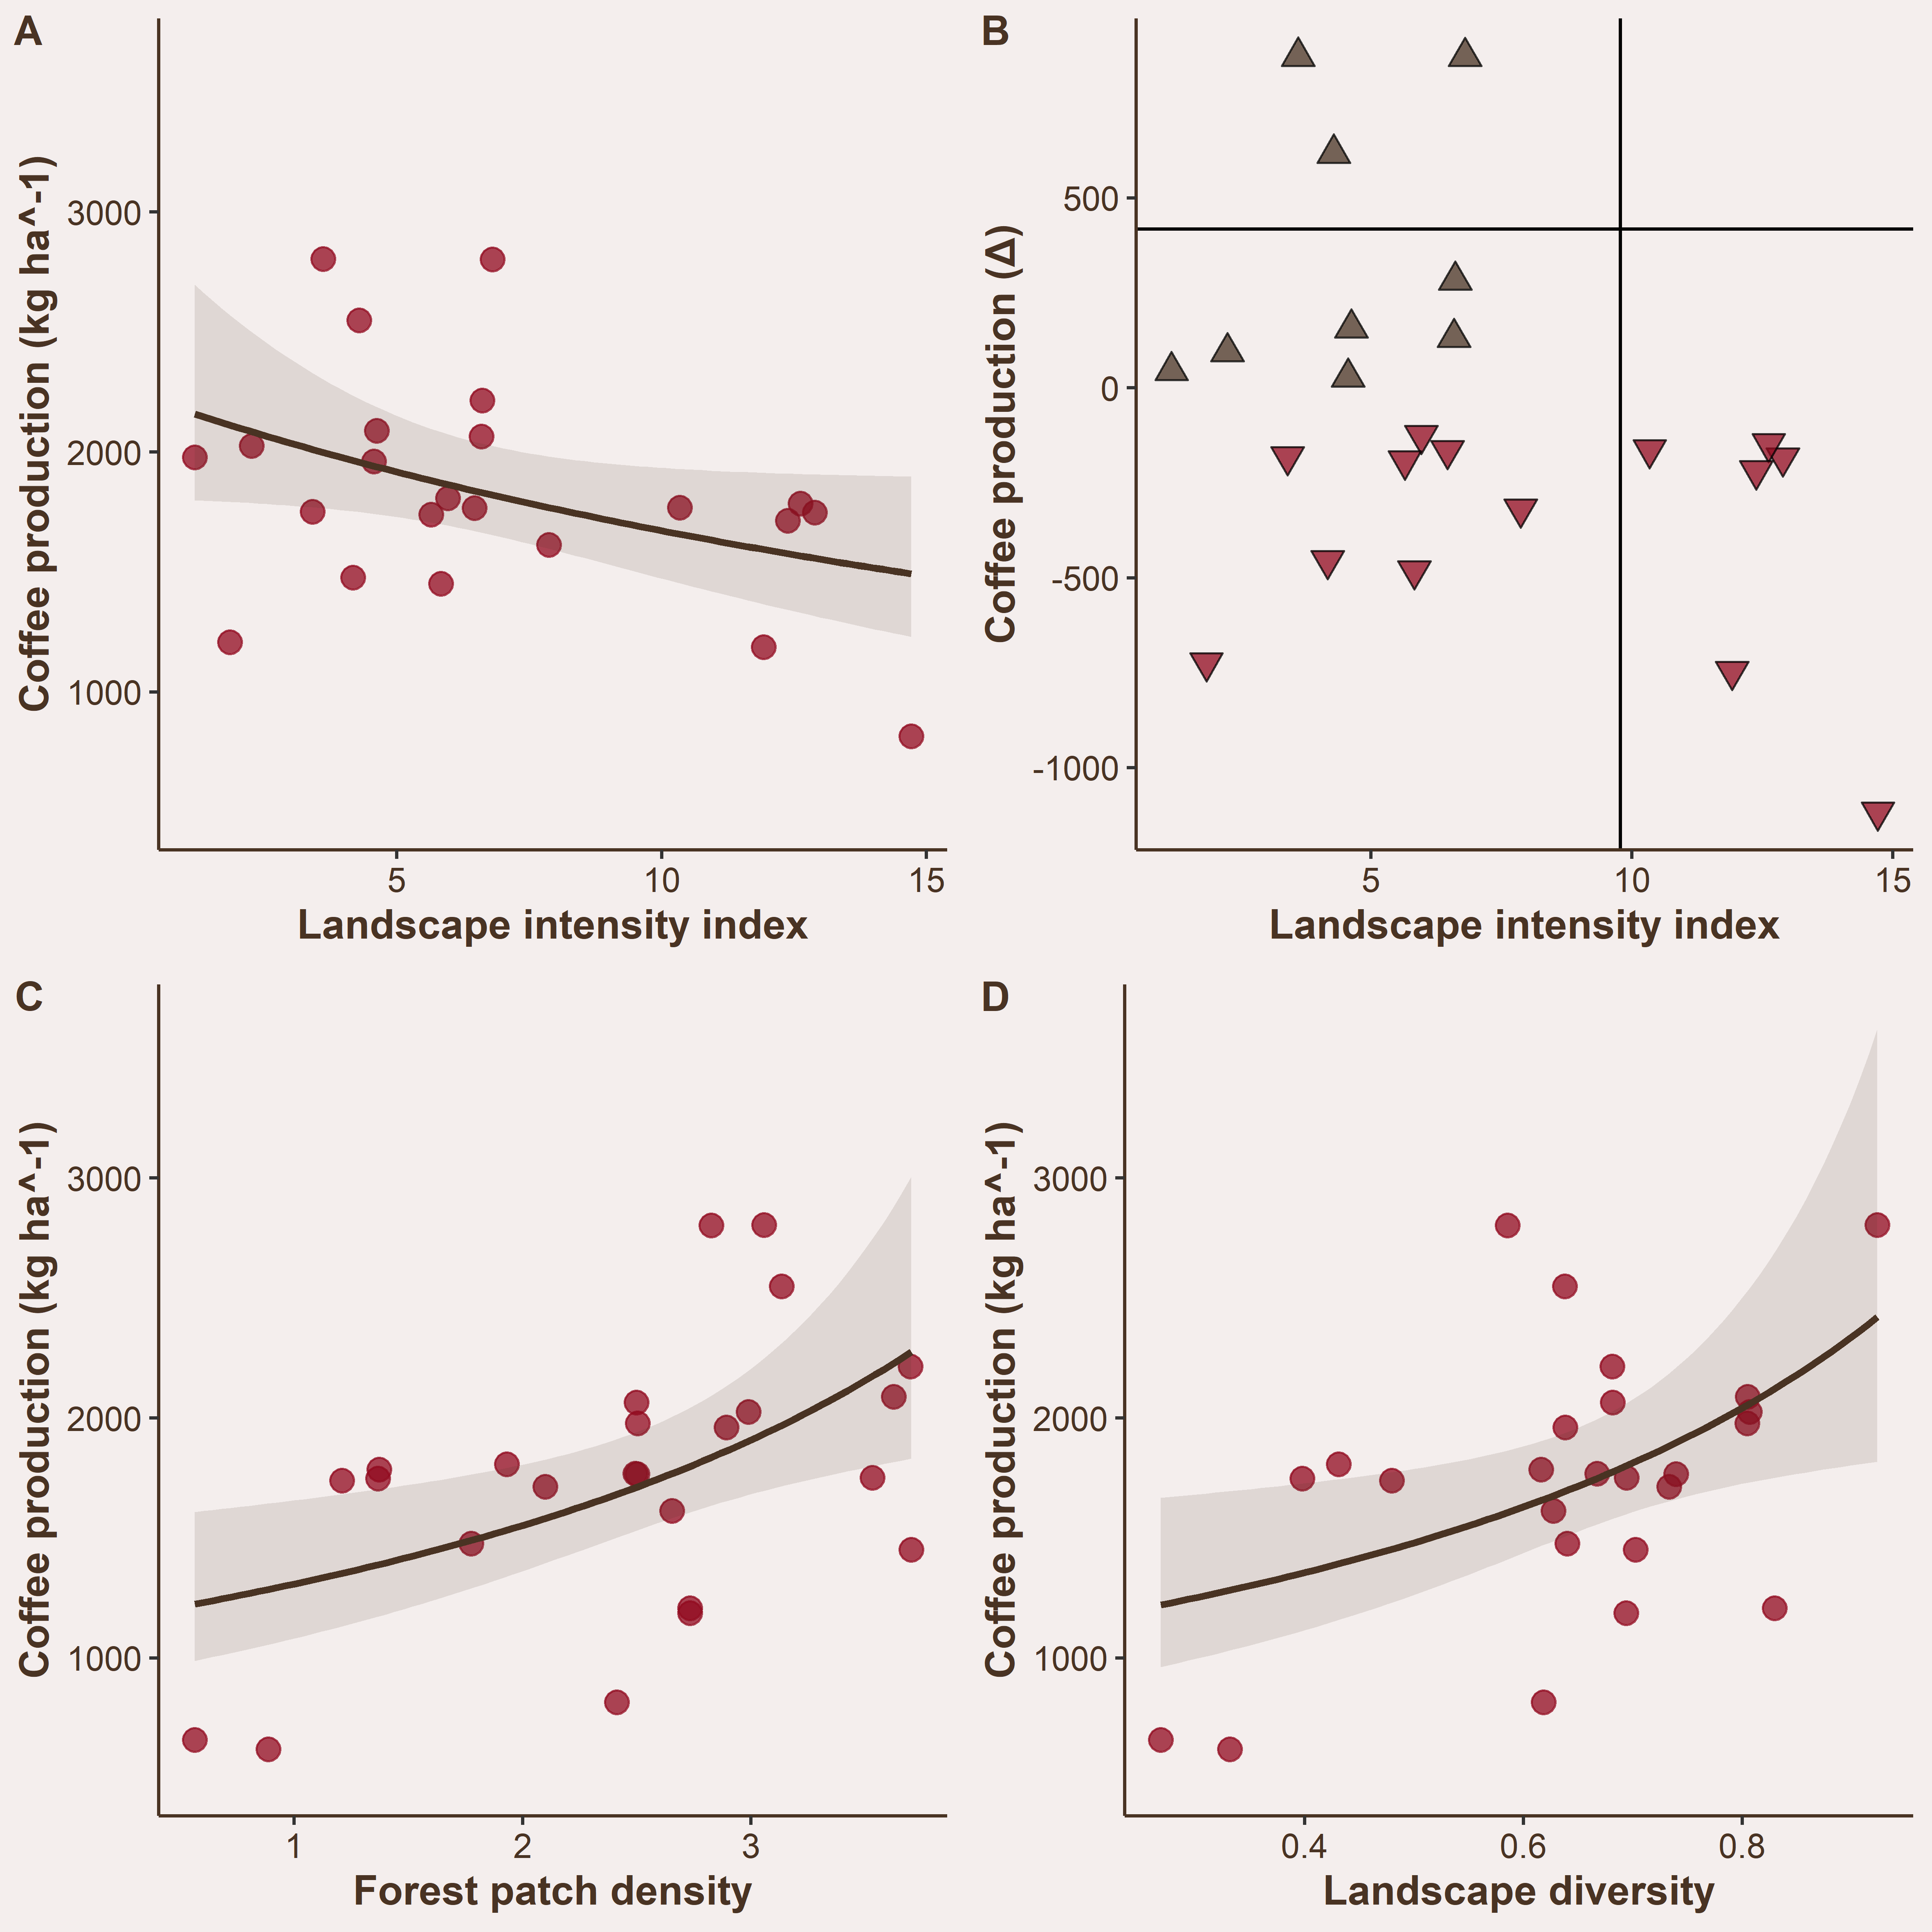 A
Coffee production (kg ha^-1)
3000
2000
1000
5
10
15
Landscape intensity index
B
Coffee production (Δ)
500
0
-500
-1000
5
10
15
Landscape intensity index
C
Coffee production (kg ha^-1)
3000
2000
1000
1
2
3
Forest patch density
D
Coffee production (kg ha^-1)
3000
2000
1000
0.4
0.6
0.8
Landscape diversity